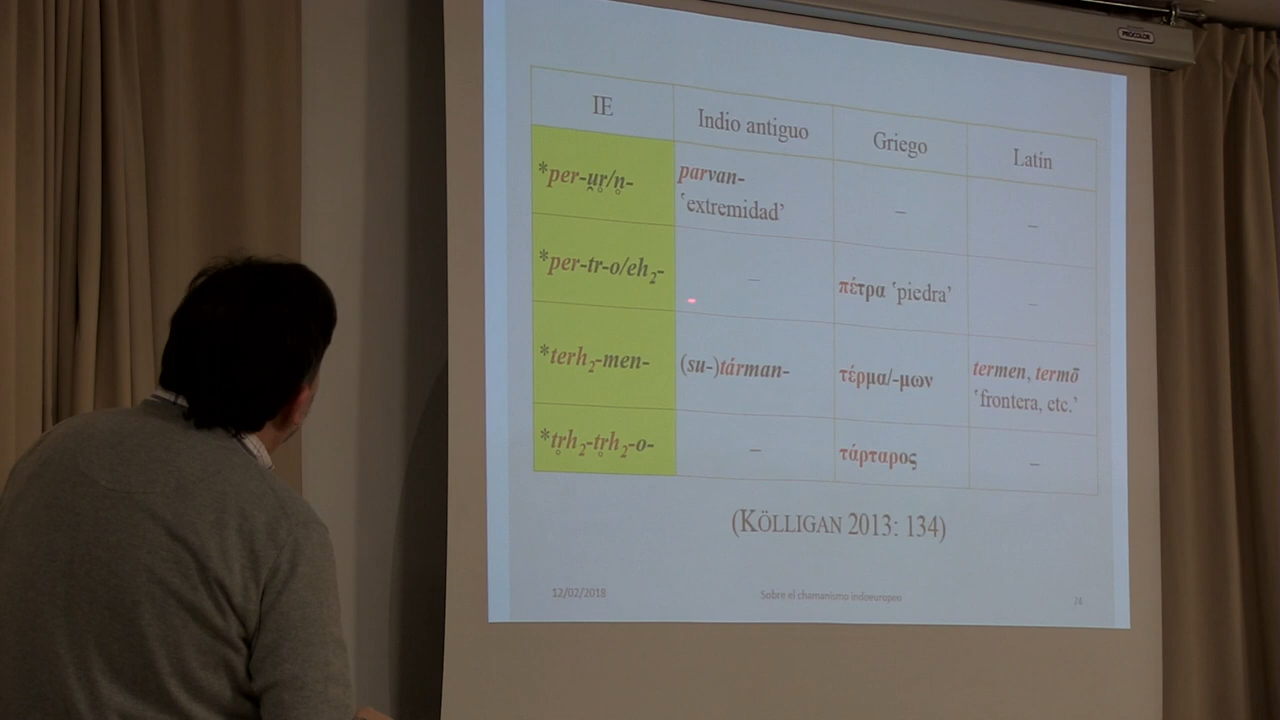 PROCOLOR
IE Indio antiguo Griego Latín
*per-u̯r̥/n̥- parvan- – –
‘extremidad’
*per-tr-o/eh₂- – πέτρα ‘piedra’ –
*terh₂-men- (su-)tárman- τέρμα/-μων termen, termō
‘frontera, etc.’
*tr̥h₂-tr̥h₂-o- – τάρταρος –
(KÖLLIGAN 2013: 134)
12/02/2018 Sobre el chamanismo indoeuropeo 24